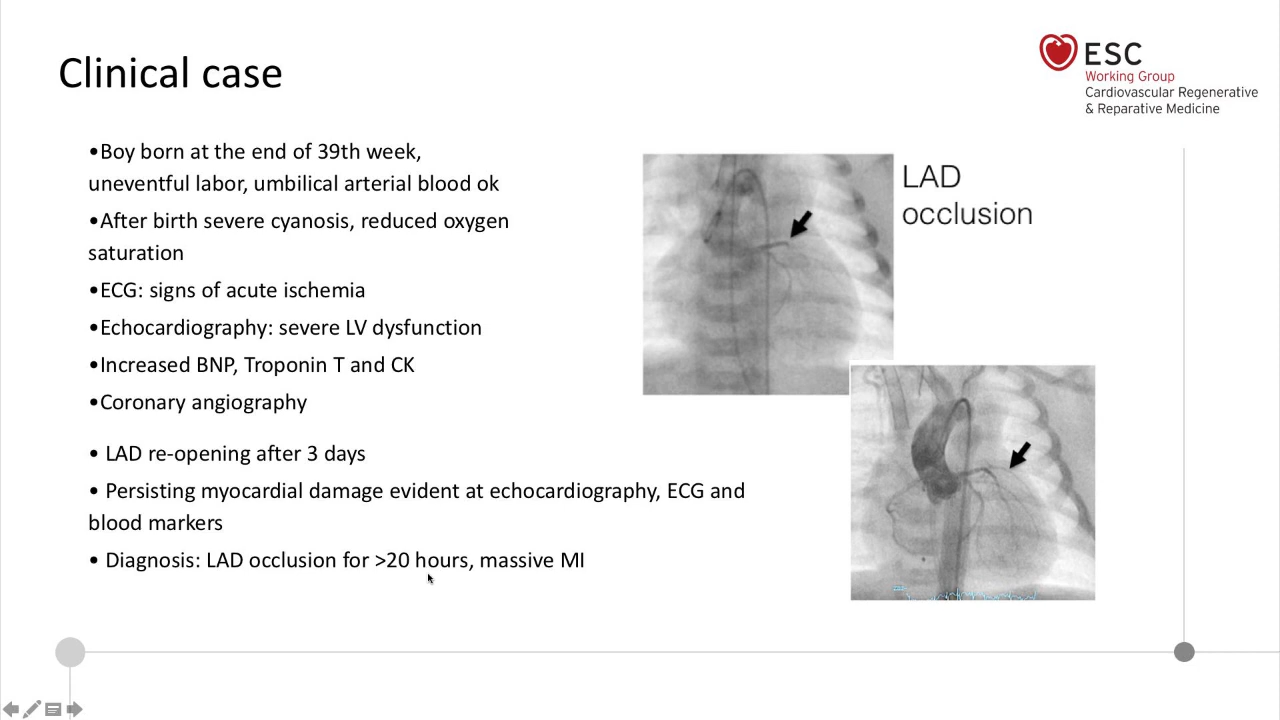 Clinical case
ESC
Working Group
Cardiovascular Regenerative
& Reparative Medicine
•Boy born at the end of 39th week,
uneventful labor, umbilical arterial blood ok
•After birth severe cyanosis, reduced oxygen
saturation
•ECG: signs of acute ischemia
•Echocardiography: severe LV dysfunction
•Increased BNP, Troponin T and CK
•Coronary angiography
• LAD re-opening after 3 days
• Persisting myocardial damage evident at echocardiography, ECG and
blood markers
• Diagnosis: LAD occlusion for >20 hours, massive MI
LAD
occlusion